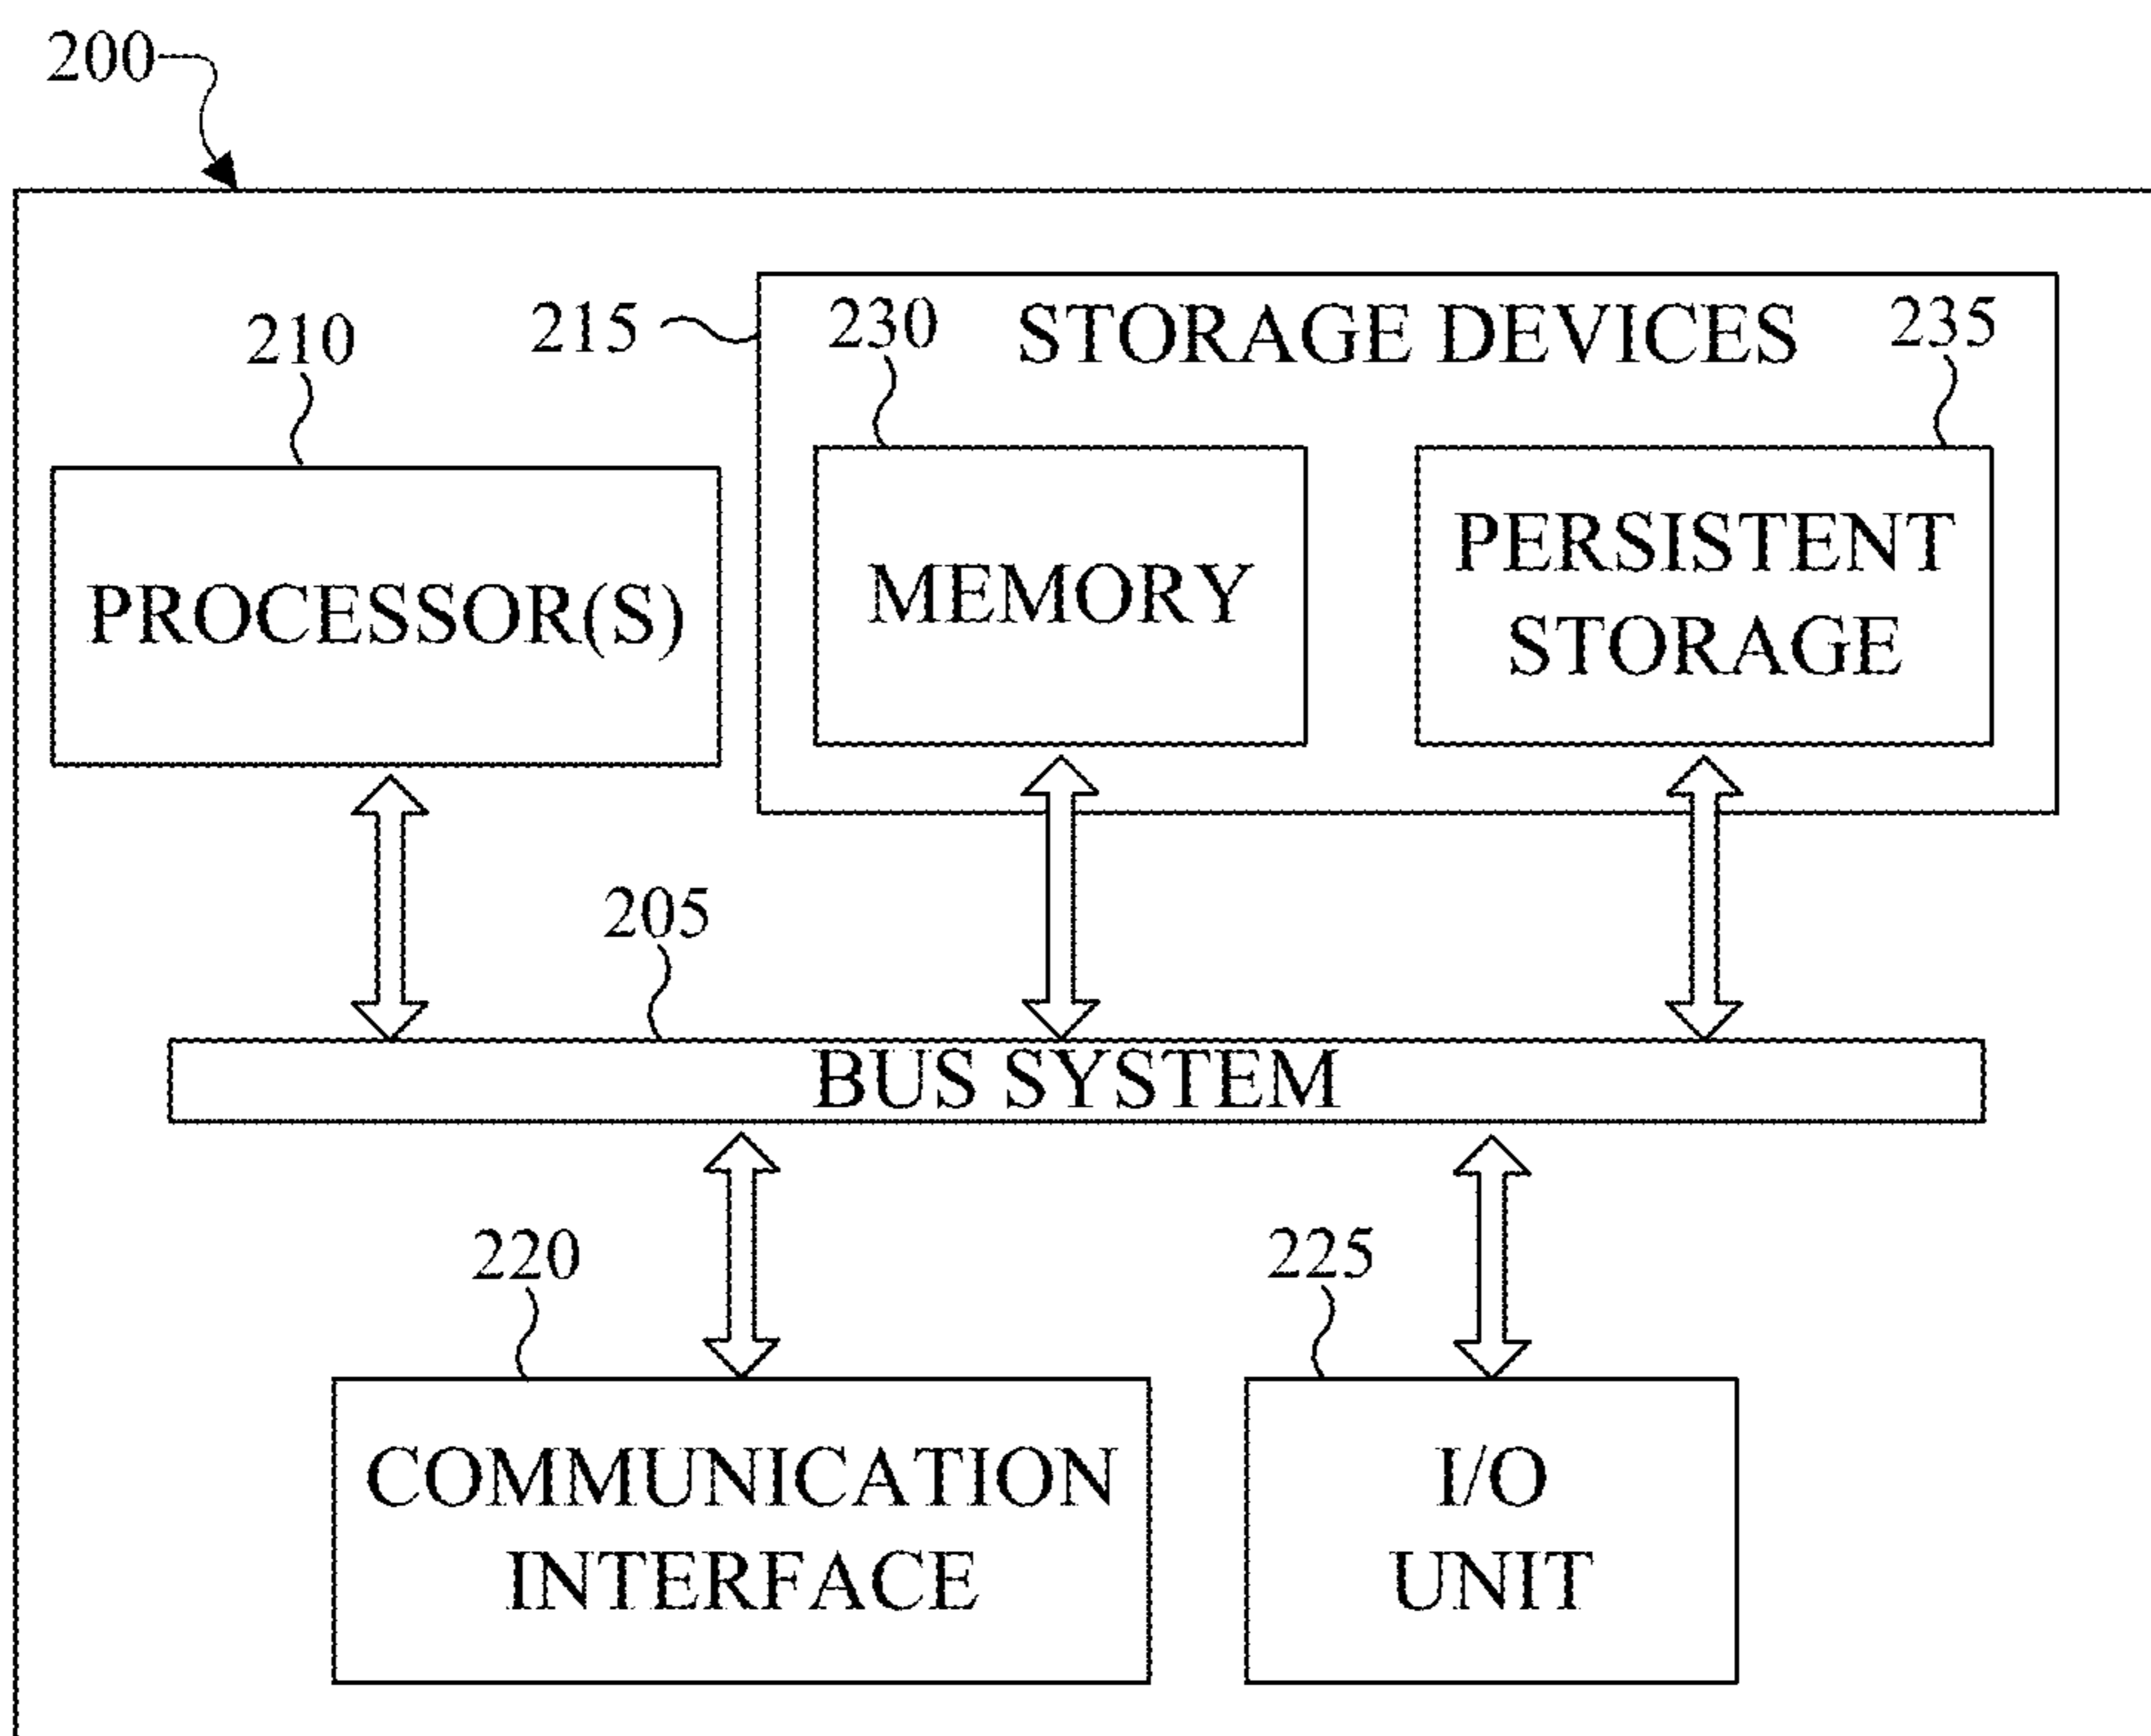 200
210
215
230
STORAGE DEVICES
235
PROCESSOR(S)
MEMORY
PERSISTENT
STORAGE
205
BUS SYSTEM
220
225
COMMUNICATION
INTERFACE
I/O
UNIT